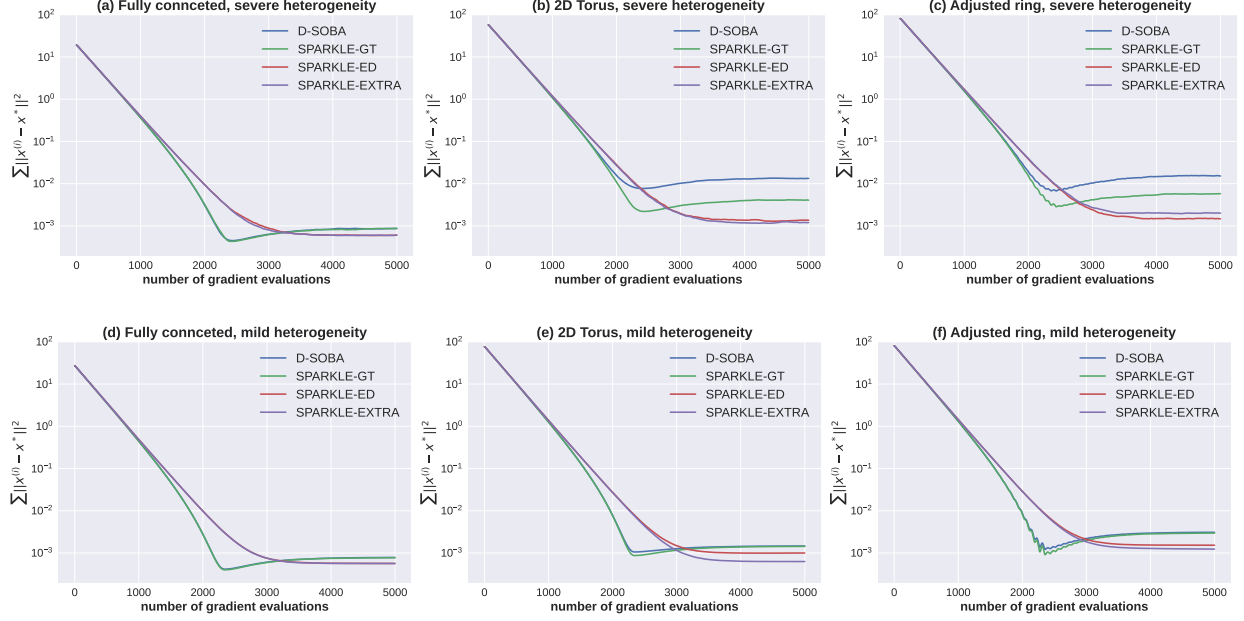 (a) Fully connceted, severe heterogeneity
10^2
10^1
10^0
10^−1
10^−2
10^−3
∑||x^(i) − x^*||^2
D-SOBA
SPARKLE-GT
SPARKLE-ED
SPARKLE-EXTRA
0 1000 2000 3000 4000 5000
number of gradient evaluations
(b) 2D Torus, severe heterogeneity
10^2
10^1
10^0
10^−1
10^−2
10^−3
∑||x^(i) − x^*||^2
D-SOBA
SPARKLE-GT
SPARKLE-ED
SPARKLE-EXTRA
0 1000 2000 3000 4000 5000
number of gradient evaluations
(c) Adjusted ring, severe heterogeneity
10^2
10^1
10^0
10^−1
10^−2
10^−3
∑||x^(i) − x^*||^2
D-SOBA
SPARKLE-GT
SPARKLE-ED
SPARKLE-EXTRA
0 1000 2000 3000 4000 5000
number of gradient evaluations
(d) Fully connceted, mild heterogeneity
10^2
10^1
10^0
10^−1
10^−2
10^−3
∑||x^(i) − x^*||^2
D-SOBA
SPARKLE-GT
SPARKLE-ED
SPARKLE-EXTRA
0 1000 2000 3000 4000 5000
number of gradient evaluations
(e) 2D Torus, mild heterogeneity
10^2
10^1
10^0
10^−1
10^−2
10^−3
∑||x^(i) − x^*||^2
D-SOBA
SPARKLE-GT
SPARKLE-ED
SPARKLE-EXTRA
0 1000 2000 3000 4000 5000
number of gradient evaluations
(f) Adjusted ring, mild heterogeneity
10^2
10^1
10^0
10^−1
10^−2
10^−3
∑||x^(i) − x^*||^2
D-SOBA
SPARKLE-GT
SPARKLE-ED
SPARKLE-EXTRA
0 1000 2000 3000 4000 5000
number of gradient evaluations